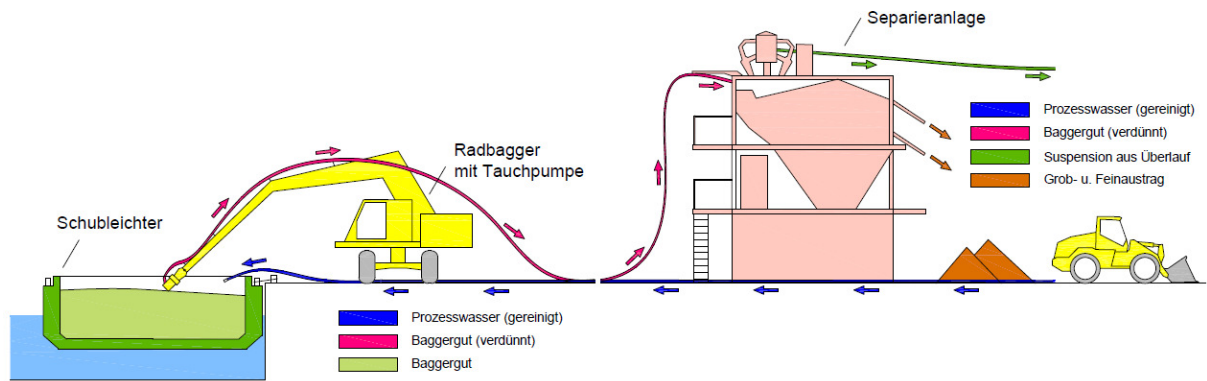 Separieranlage
Prozesswasser (gereinigt)
Baggergut (verdünnt)
Suspension aus Überlauf
Grob- u. Feinaustrag
Radbagger
mit Tauchpumpe
Schubleichter
Prozesswasser (gereinigt)
Baggergut (verdünnt)
Baggergut